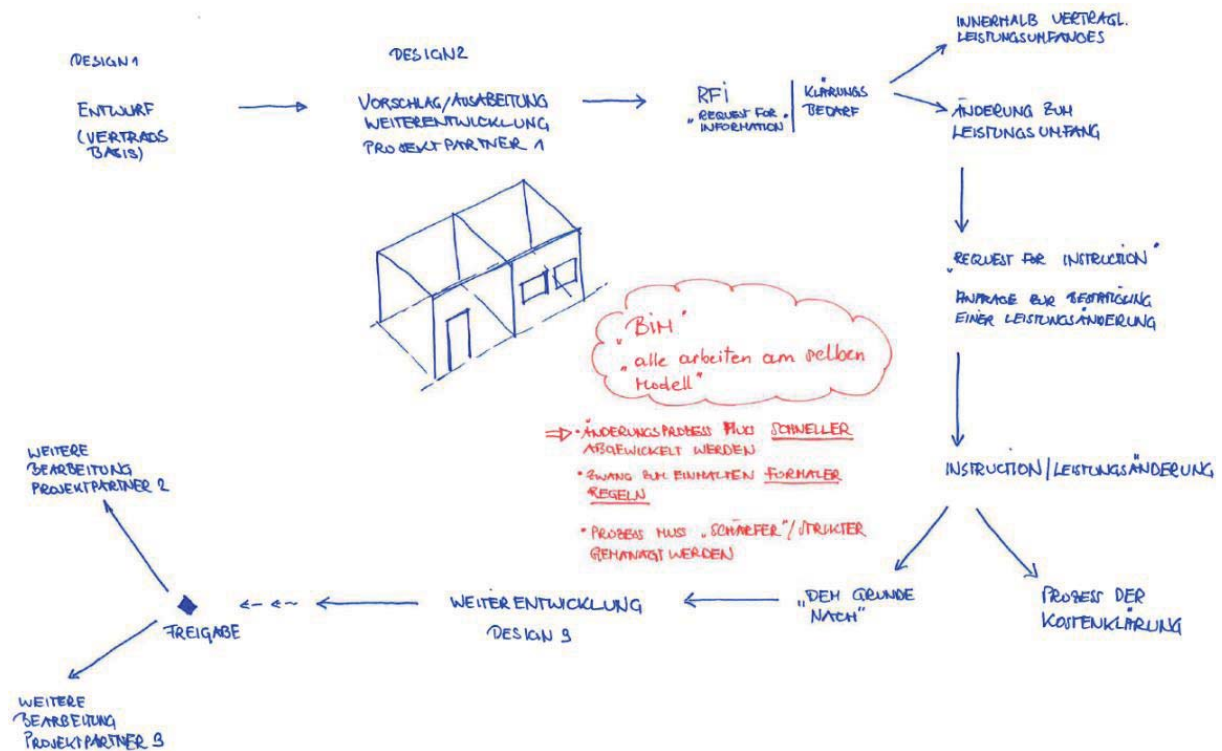 DESIGN 1
ENTWURF
(VERTRAGS
BASIS)
DESIGN 2
VORSCHLAG/AUSABEITUNG
WEITERENTWICKLUNG
PROJEKTPARTNER 1
RFi
"REQUEST FOR
INFORMATION"
KLÄRUNGS
BEDARF
INNERHALB VERTRAGL.
LEISTUNGSUMFANGES
ÄNDERUNG ZUM
LEISTUNGSUMFANG
"REQUEST FOR INSTRUCTION"
ANFRAGE ZUR BESTÄTIGUNG
EINER LEISTUNGSÄNDERUNG
INSTRUCTION/LEISTUNGSÄNDERUNG
PROZESS DER
KOSTENKLÄRUNG
"DEM GRUNDE
NACH"
WEITERENTWICKLUNG
DESIGN 3
FREIGABE
WEITERE
BEARBEITUNG
PROJEKTPARTNER 2
WEITERE
BEARBEITUNG
PROJEKTPARTNER 3
"BiM"
"alle arbeiten am selben
Modell"
⇒ • ÄNDERUNGSPROZESS MUSS SCHNELLER
ABGEWICKELT WERDEN
• ZWANG ZUM EINHALTEN FORMALER
REGELN
• PROZESS MUSS "SCHÄRFER"/STRIKTER
GEMANAGT WERDEN